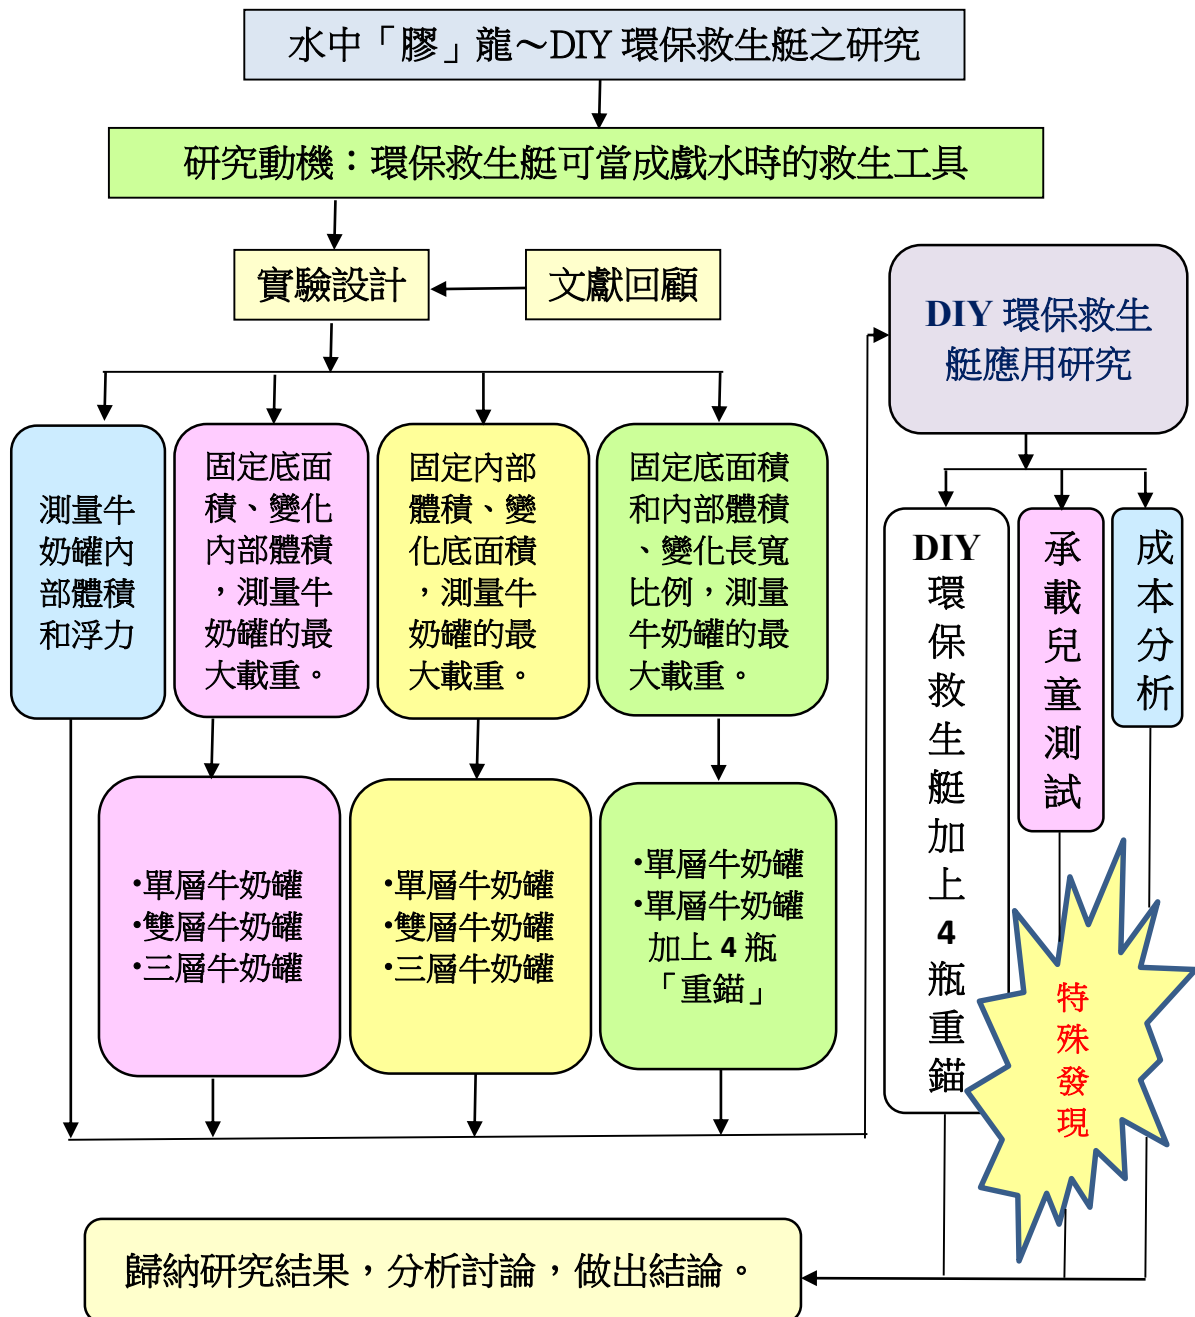 水中「膠」龍～DIY 環保救生艇之研究
研究動機：環保救生艇可當成戲水時的救生工具
實驗設計
文獻回顧
測量牛
奶罐內
部體積
和浮力
固定底面
積、變化
內部體積
，測量牛
奶罐的最
大載重。
固定內部
體積、變
化底面積
，測量牛
奶罐的最
大載重。
固定底面積
和內部體積
、變化長寬
比例，測量
牛奶罐的最
大載重。
•單層牛奶罐
•雙層牛奶罐
•三層牛奶罐
•單層牛奶罐
•雙層牛奶罐
•三層牛奶罐
•單層牛奶罐
•單層牛奶罐
加上 4 瓶
「重錨」
DIY 環保救生
艇應用研究
DIY
環
保
救
生
艇
加
上
4
瓶
重
錨
承
載
兒
童
測
試
成
本
分
析
特
殊
發
現
歸納研究結果，分析討論，做出結論。